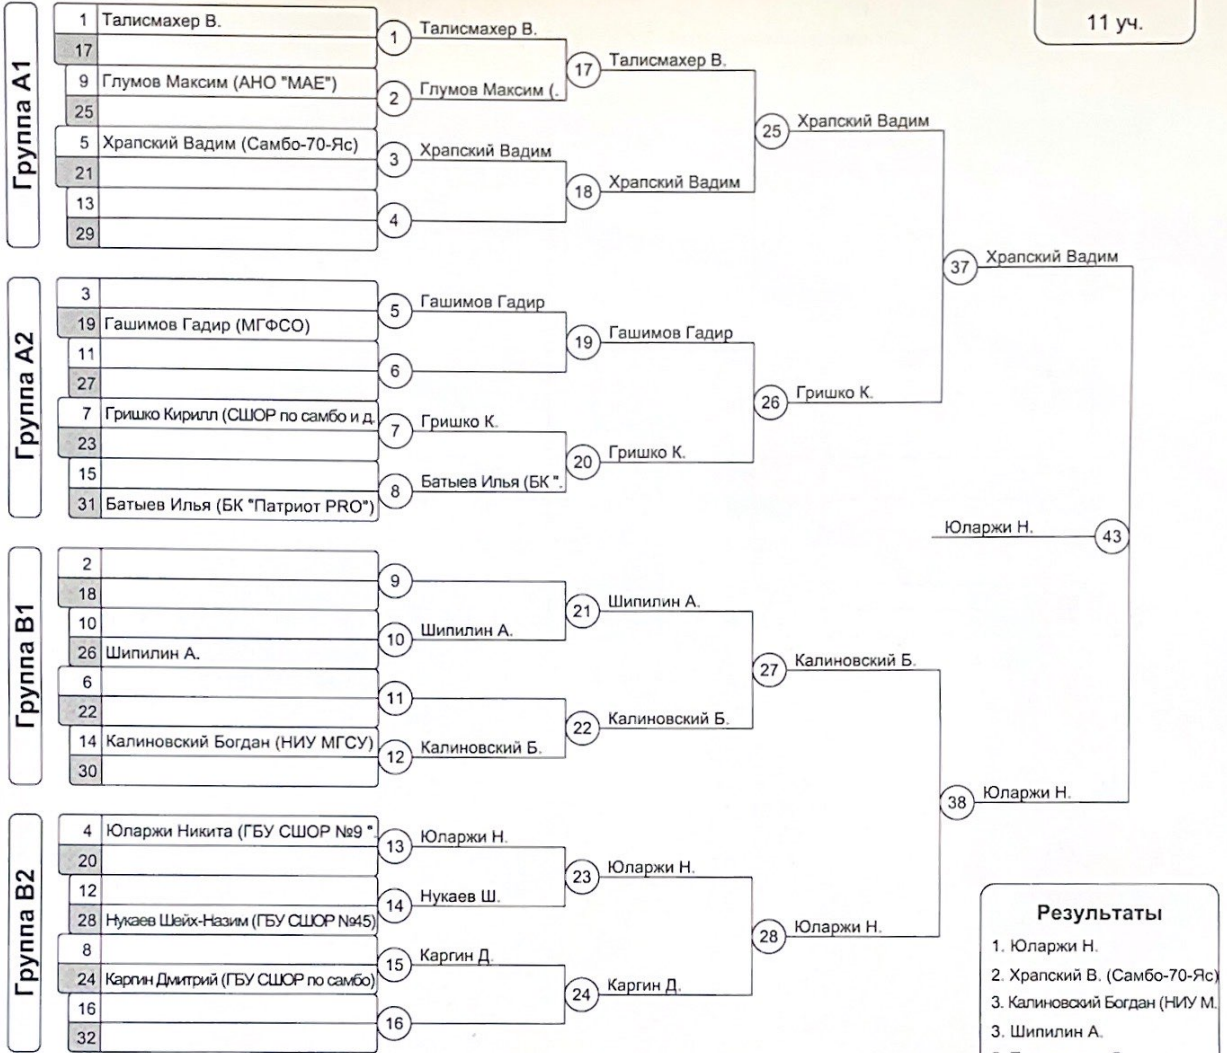 11 уч.
Группа A1
1 Талисмахер В.
17
9 Глумов Максим (АНО "МАЕ")
25
5 Храпский Вадим (Самбо-70-Яс)
21
13
29
1 Талисмахер В.
2 Глумов Максим (.
3 Храпский Вадим
4
17 Талисмахер В.
18 Храпский Вадим
25 Храпский Вадим
Группа A2
3
19 Гашимов Гадир (МГФСО)
11
27
7 Гришко Кирилл (СШОР по самбо и д.
23
15
31 Батыев Илья (БК "Патриот PRO")
5 Гашимов Гадир
6
7 Гришко К.
8 Батыев Илья (БК ".
19 Гашимов Гадир
20 Гришко К.
26 Гришко К.
37 Храпский Вадим
Юларжи Н. 43
Группа B1
2
18
10
26 Шипилин А.
6
22
14 Калиновский Богдан (НИУ МГСУ)
30
9
10 Шипилин А.
11
12 Калиновский Б.
21 Шипилин А.
22 Калиновский Б.
27 Калиновский Б.
38 Юларжи Н.
Группа B2
4 Юларжи Никита (ГБУ СШОР №9 ".
20
12
28 Нукаев Шейх-Назим (ГБУ СШОР №45)
8
24 Каргин Дмитрий (ГБУ СШОР по самбо)
16
32
13 Юларжи Н.
14 Нукаев Ш.
15 Каргин Д.
16
23 Юларжи Н.
24 Каргин Д.
28 Юларжи Н.
Результаты
1. Юларжи Н.
2. Храпский В. (Самбо-70-Яс)
3. Калиновский Богдан (НИУ М.
3. Шипилин А.